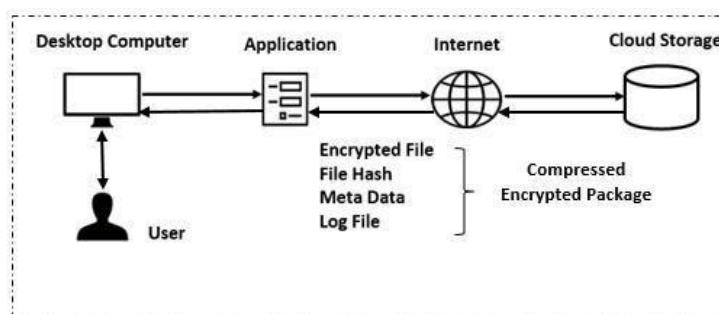 Desktop Computer
Application
Internet
Cloud Storage
Encrypted File
File Hash
Meta Data
Log File
Compressed
Encrypted Package
User